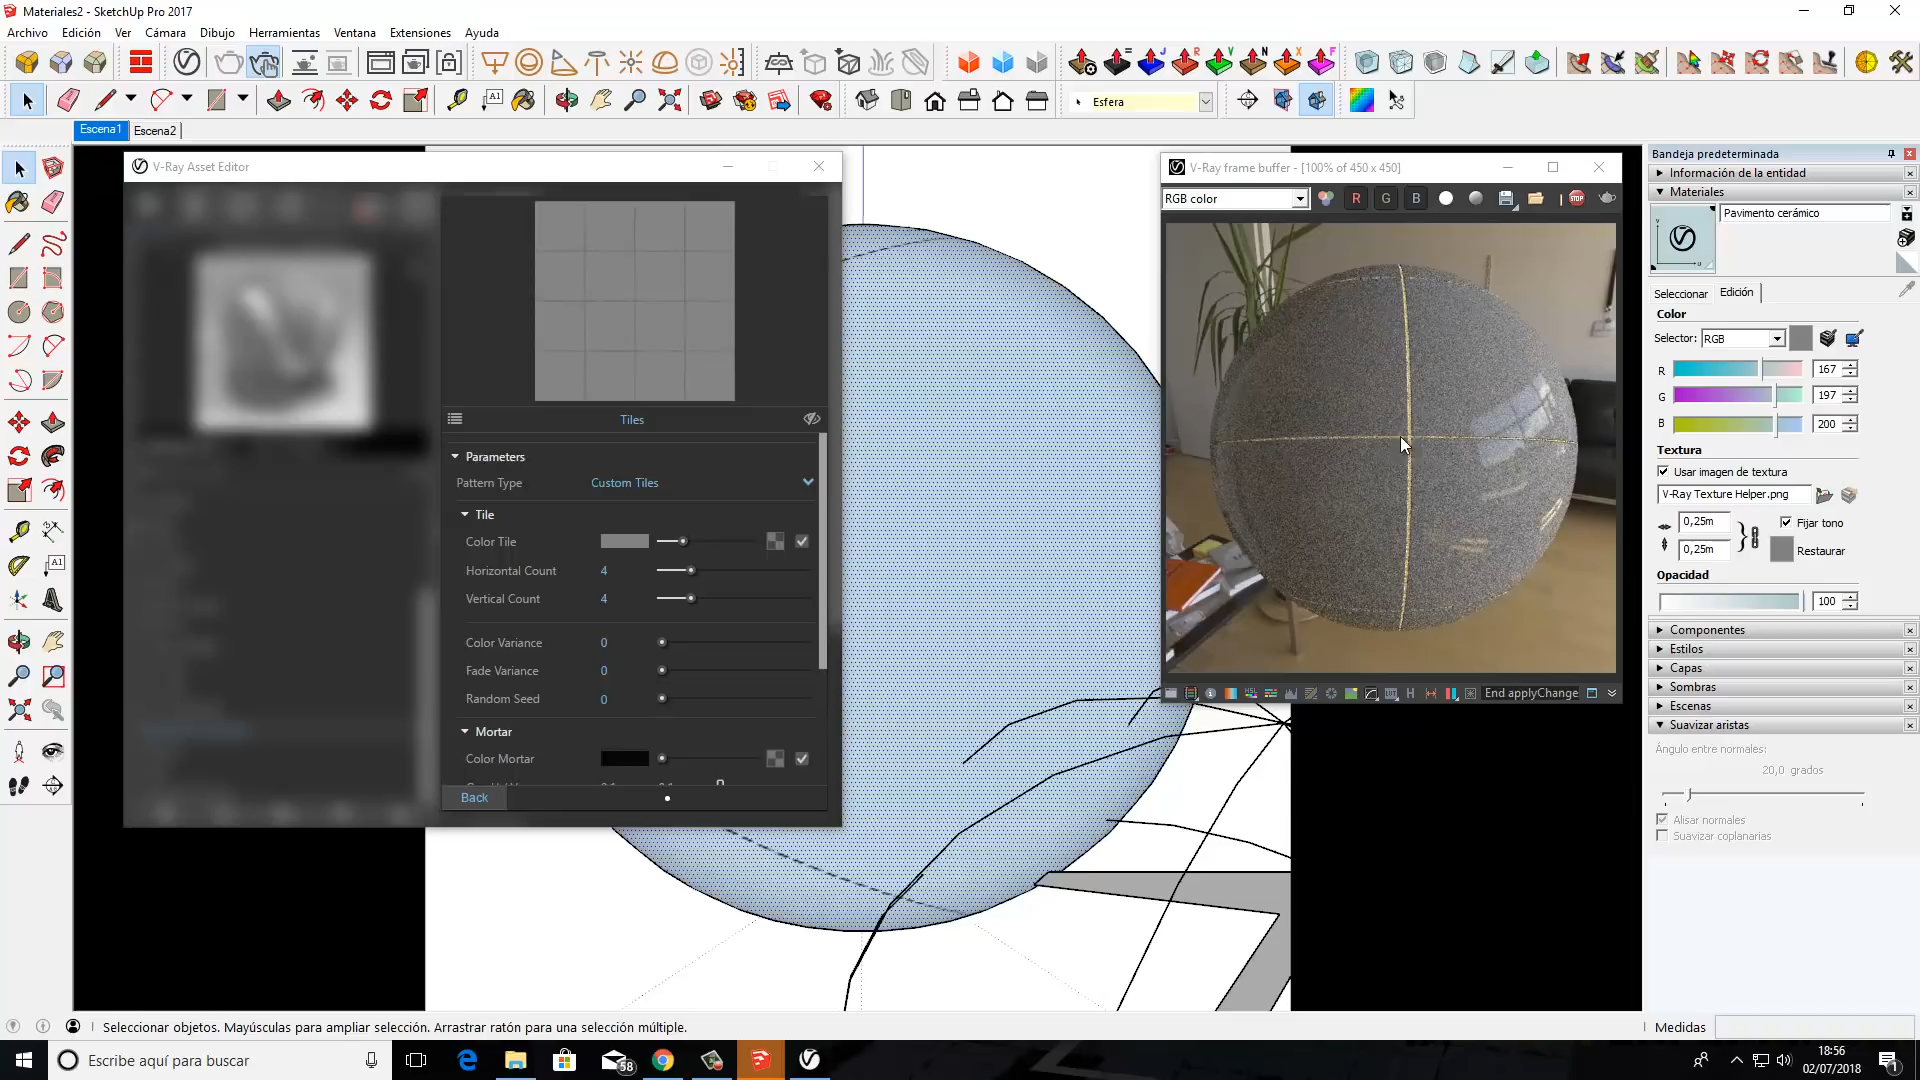 Materiales2 - SketchUp Pro 2017
Archivo Edición Ver Cámara Dibujo Herramientas Ventana Extensiones Ayuda
= J R V N X F
A1 Esfera
Escena1 Escena2
V-Ray Asset Editor
Tiles
Parameters
Pattern Type Custom Tiles
Tile
Color Tile
Horizontal Count 4
Vertical Count 4
Color Variance 0
Fade Variance 0
Random Seed 0
Mortar
Color Mortar
Back
V-Ray frame buffer - [100% of 450 x 450]
RGB color R G B STOP
H End applyChange
Bandeja predeterminada
Información de la entidad
Materiales
Pavimento cerámico
Seleccionar Edición
Color
Selector: RGB
R 167
G 197
B 200
Textura
Usar imagen de textura
V-Ray Texture Helper.png
0,25m Fijar tono
0,25m Restaurar
Opacidad
100
Componentes
Estilos
Capas
Sombras
Escenas
Suavizar aristas
Ángulo entre normales:
20,0 grados
Alisar normales
Suavizar coplanarias
A1
Seleccionar objetos. Mayúsculas para ampliar selección. Arrastrar ratón para una selección múltiple. Medidas
Escribe aquí para buscar 58
18:56
02/07/2018
1